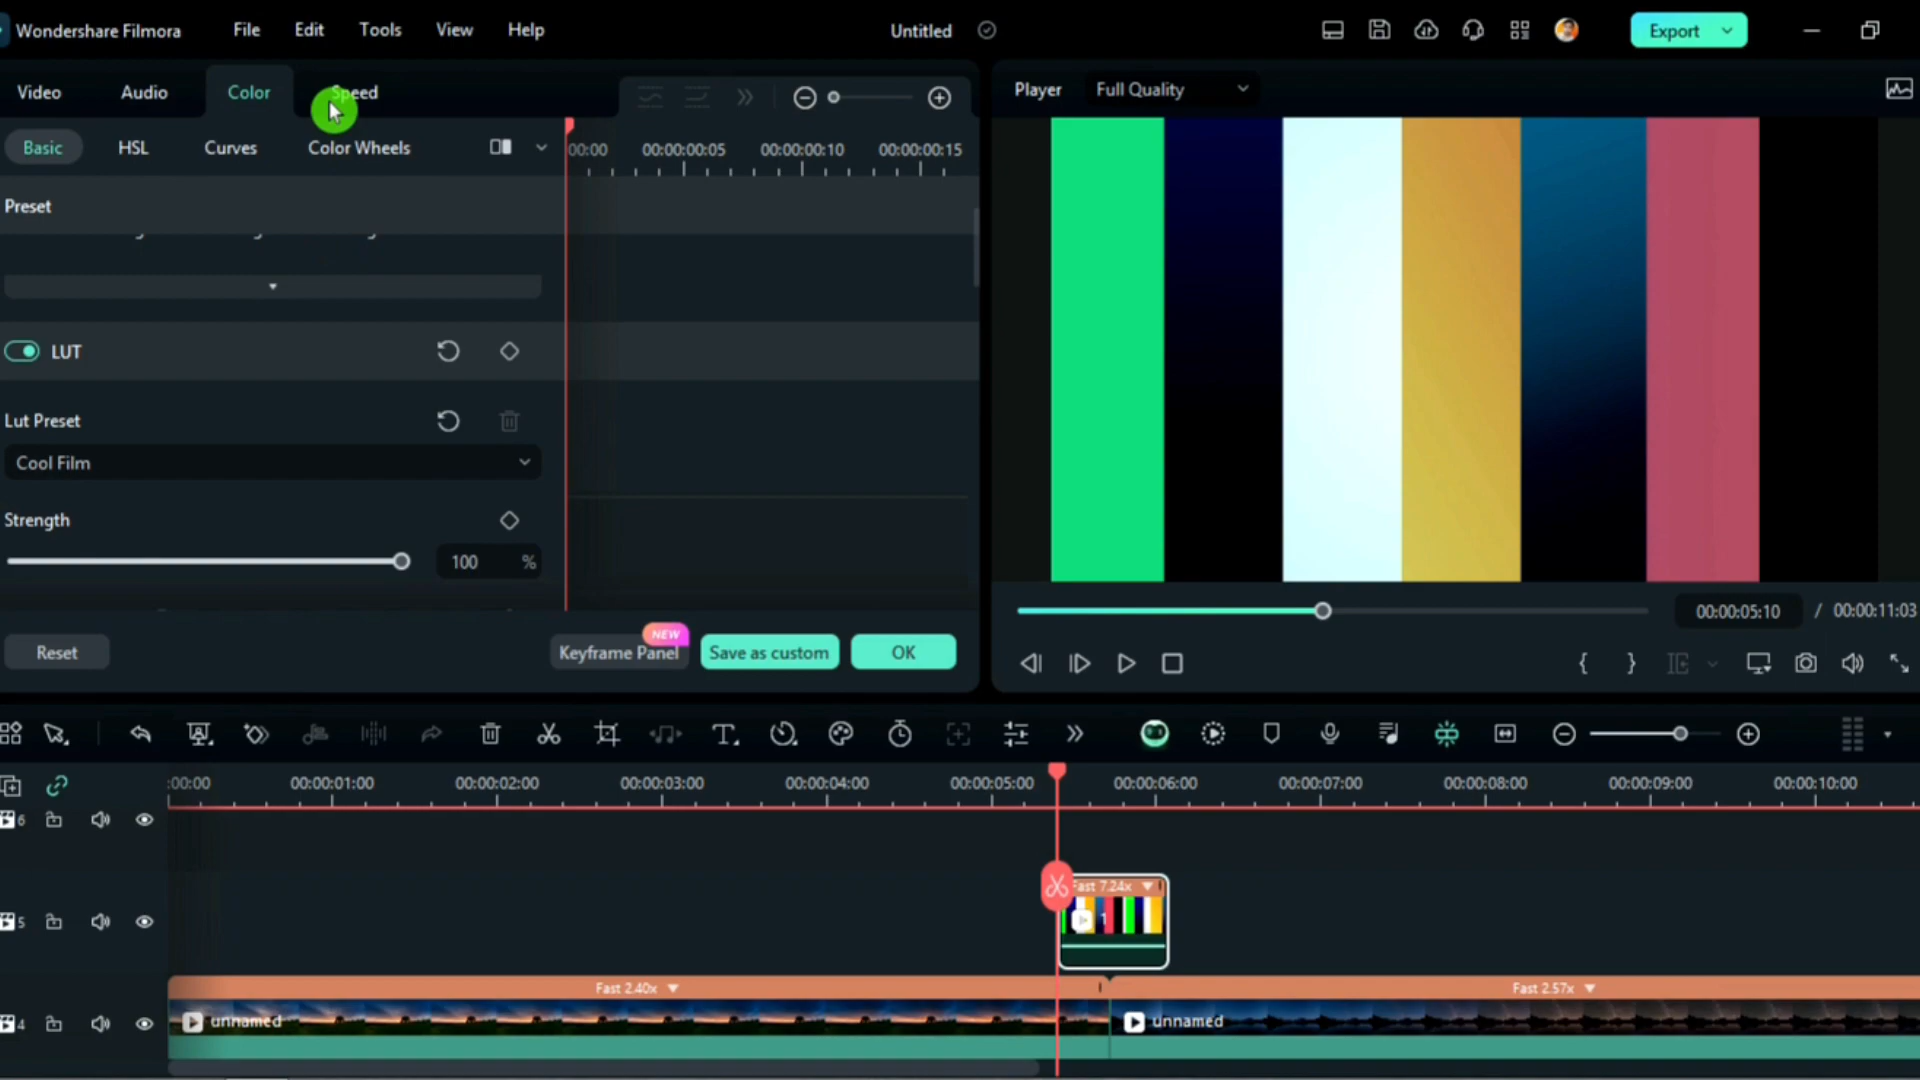 Wondershare Filmora File Edit Tools View Help Untitled Export
Video Audio Color Speed
Player Full Quality
Basic HSL Curves Color Wheels
00:00 00:00:00:05 00:00:00:10 00:00:00:15
Preset
LUT
Lut Preset
Cool Film
Strength
100 %
00:00:05:10 / 00:00:11:03
NEW
Reset Keyframe Panel Save as custom OK
:00:00 00:00:01:00 00:00:02:00 00:00:03:00 00:00:04:00 00:00:05:00 00:00:06:00 00:00:07:00 00:00:08:00 00:00:09:00 00:00:10:00
6
Fast 7.24x
5 1
Fast 2.40x Fast 2.57x
4 unnamed unnamed